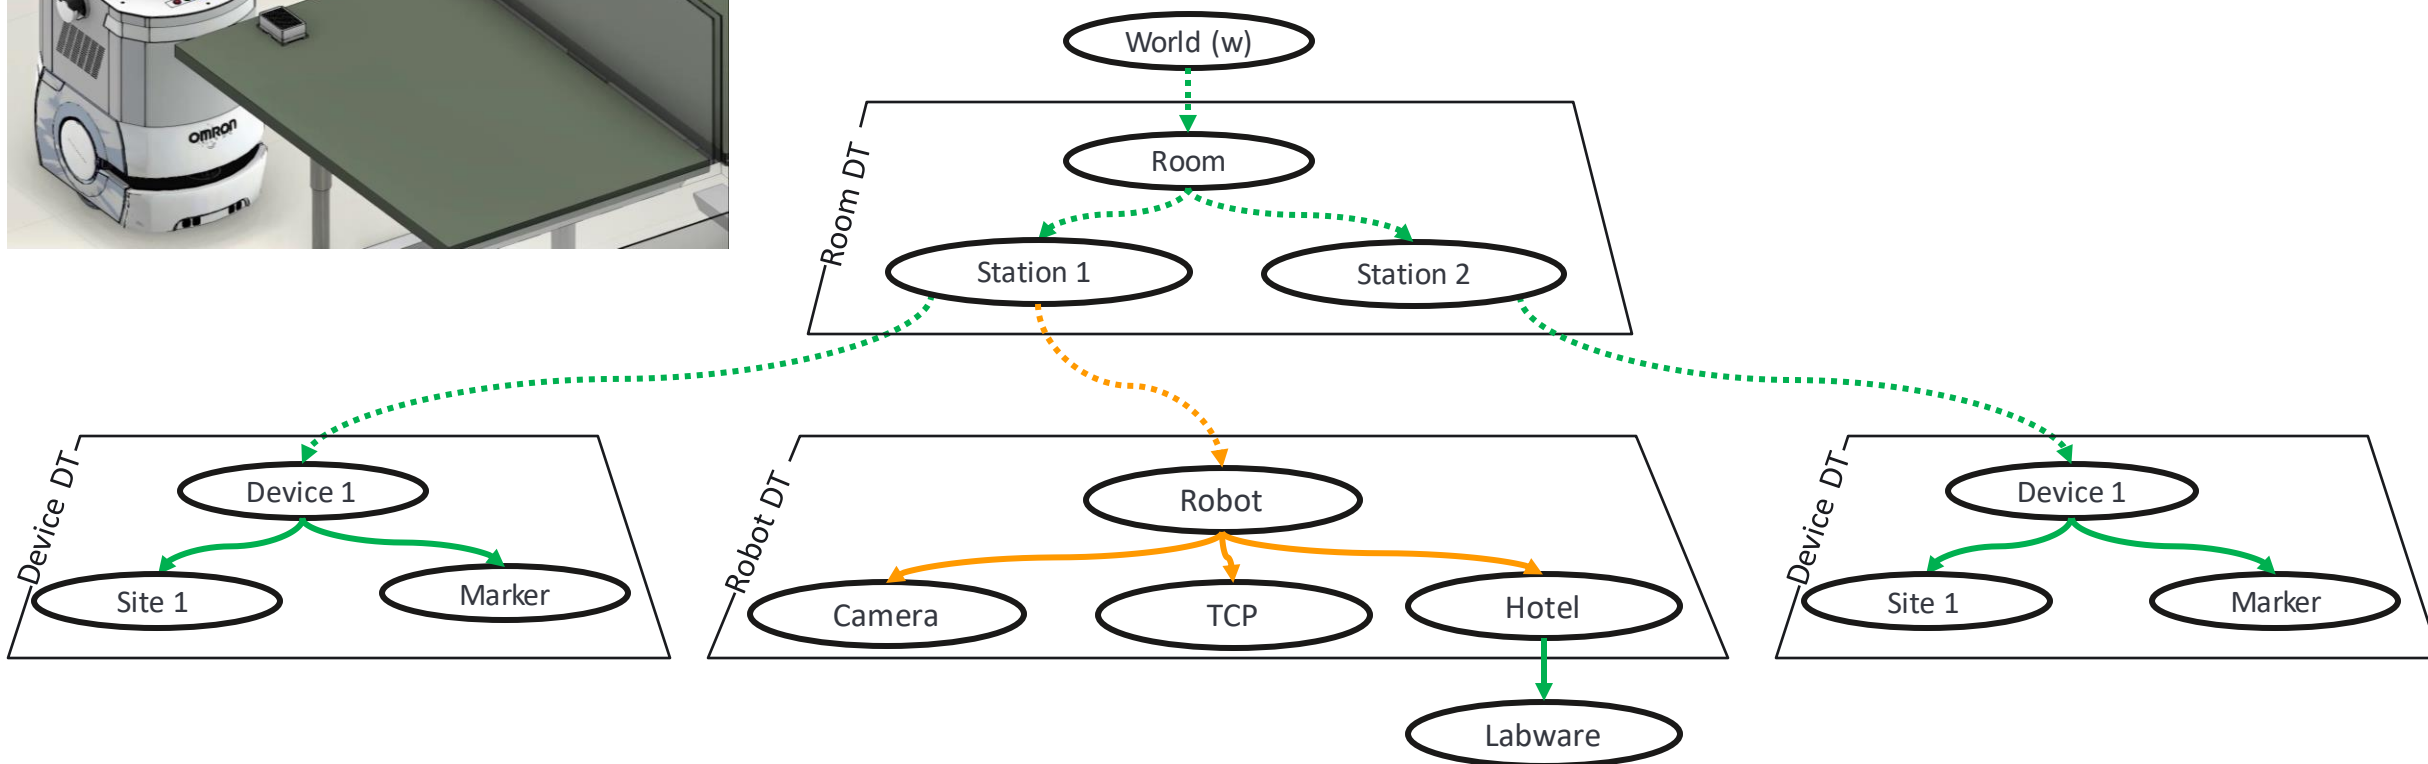 OMRON
World (w)
Room DT
Room
Station 1
Station 2
Device DT
Device 1
Site 1
Marker
Robot DT
Robot
Camera
TCP
Hotel
Labware
Device DT
Device 1
Site 1
Marker